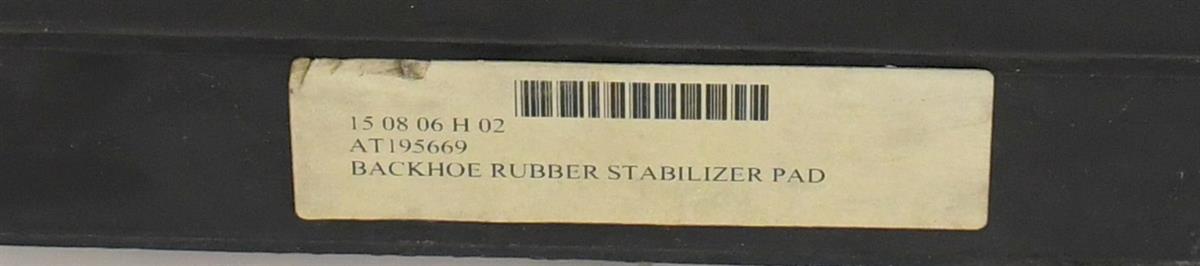 15 08 06 H 02
AT195669
BACKHOE RUBBER STABILIZER PAD